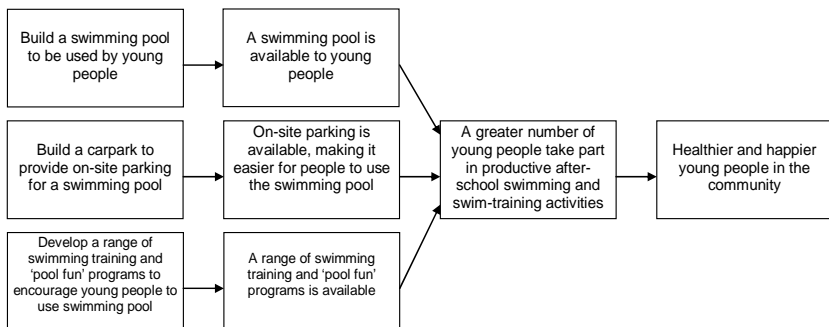 Build a swimming pool
to be used by young
people
A swimming pool is
available to young
people
Build a carpark to
provide on-site parking
for a swimming pool
On-site parking is
available, making it
easier for people to use
the swimming pool
A greater number of
young people take part
in productive after-
school swimming and
swim-training activities
Healthier and happier
young people in the
community
Develop a range of
swimming training and
‘pool fun’ programs to
encourage young people to
use swimming pool
A range of swimming
training and ‘pool fun’
programs is available